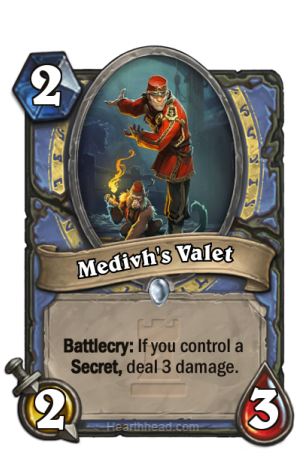 2
Medivh's Valet
Battlecry: If you control a
Secret, deal 3 damage.
2
3
Hearthhead.com